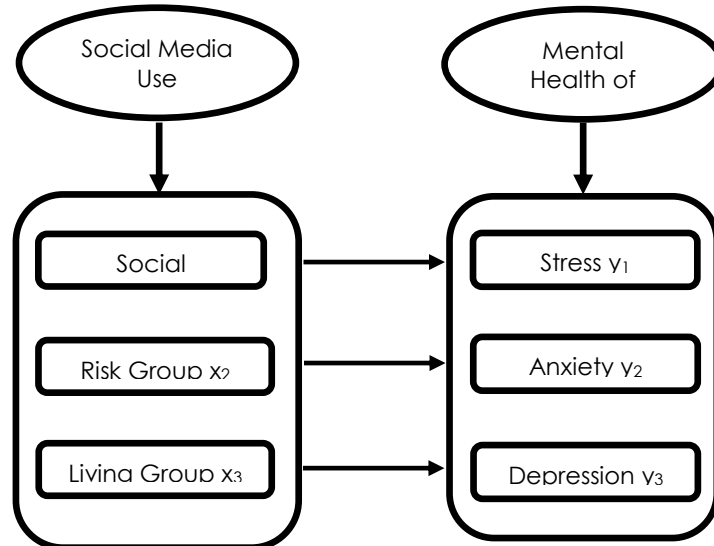 Social Media
Use
Mental
Health of
Social
Stress y₁
Risk Group x₂
Anxiety y₂
Living Group x₃
Depression y₃